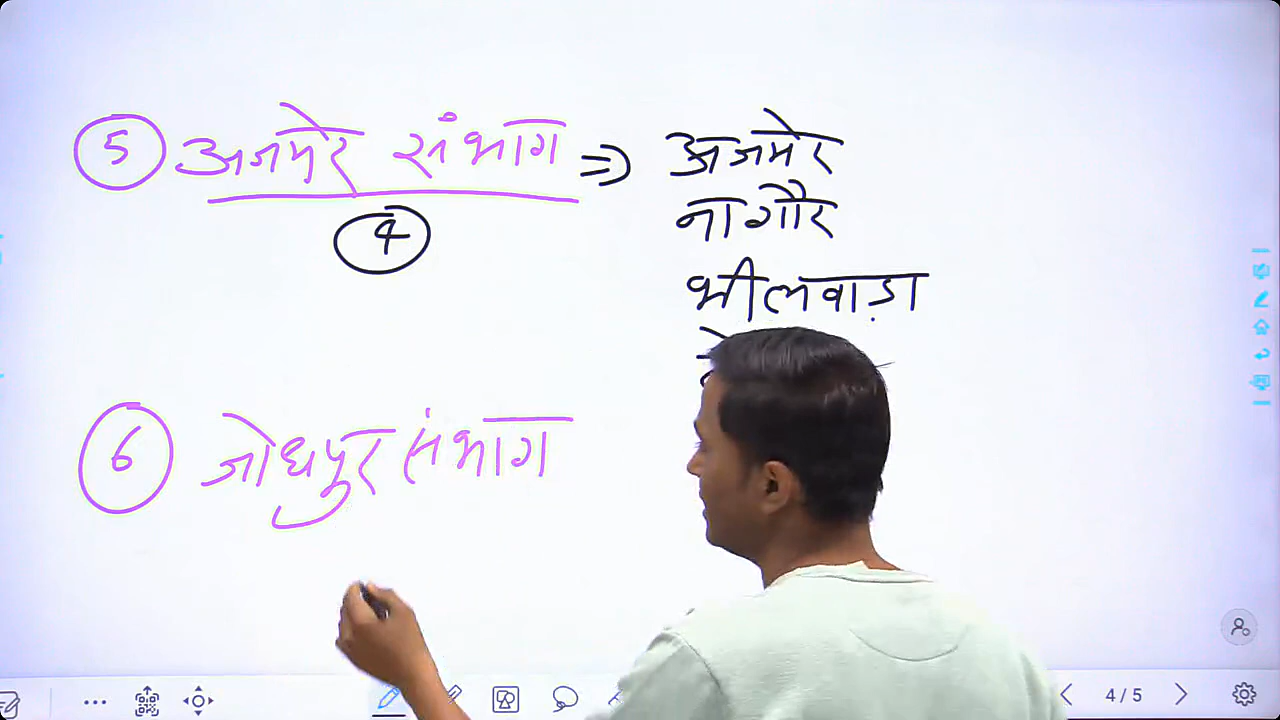 5 अजमेर संभाग ⇒ अजमेर
4
नागौर
भीलवाड़ा
6 जोधपुर संभाग
4 / 5